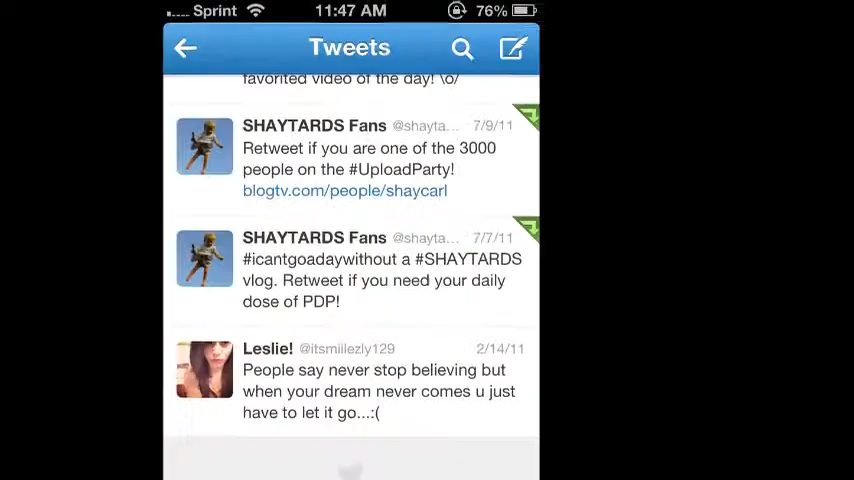 Sprint 11:47 AM 76%
Tweets
favorited video of the day! \o/
SHAYTARDS Fans @shayta... 7/9/11
Retweet if you are one of the 3000
people on the #UploadParty!
blogtv.com/people/shaycarl
SHAYTARDS Fans @shayta... 7/7/11
#icantgoadaywithout a #SHAYTARDS
vlog. Retweet if you need your daily
dose of PDP!
Leslie! @itsmiilezly129 2/14/11
People say never stop believing but
when your dream never comes u just
have to let it go...:(